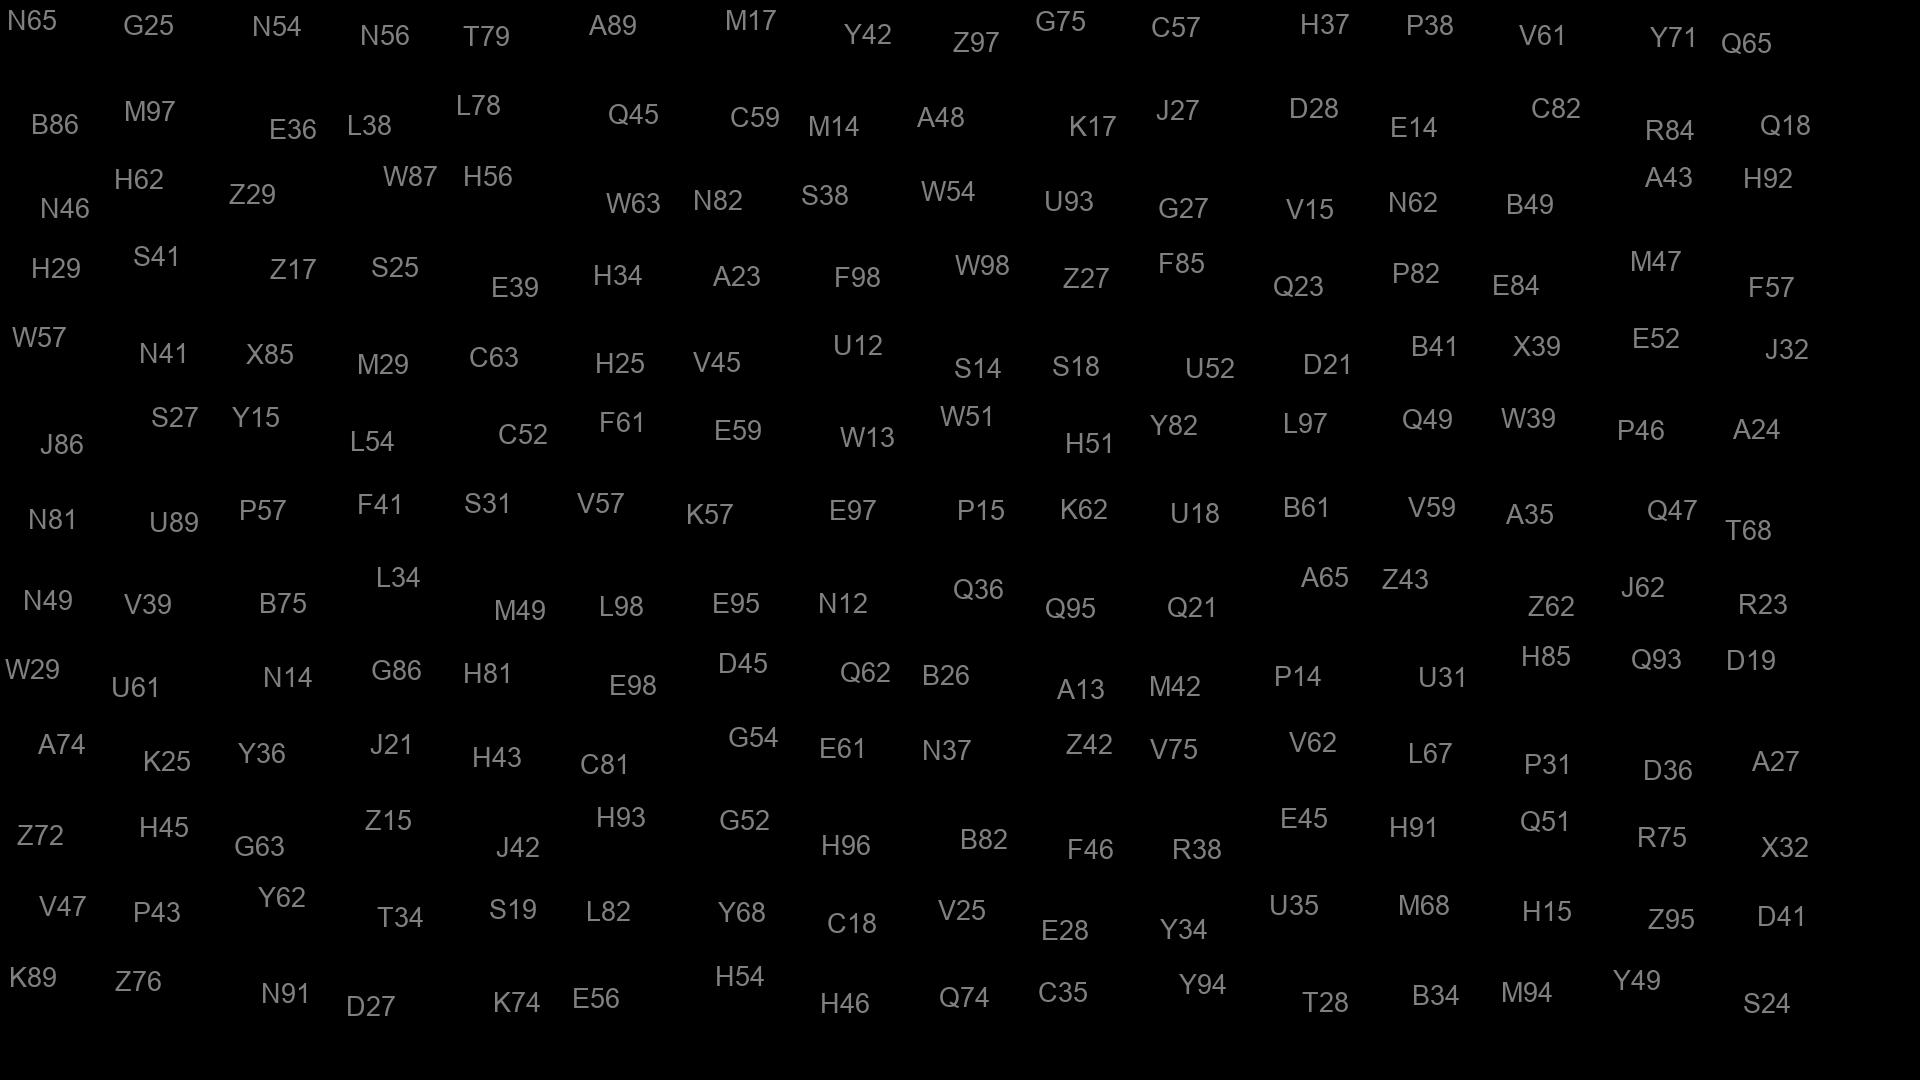 N65 G25 N54 N56 T79 A89 M17 Y42 Z97 G75 C57 H37 P38 V61 Y71 Q65
B86 M97 E36 L38 L78 Q45 C59 M14 A48 K17 J27 D28 E14 C82 R84 Q18
N46 H62 Z29 W87 H56 W63 N82 S38 W54 U93 G27 V15 N62 B49 A43 H92
H29 S41 Z17 S25 E39 H34 A23 F98 W98 Z27 F85 Q23 P82 E84 M47 F57
W57 N41 X85 M29 C63 H25 V45 U12 S14 S18 U52 D21 B41 X39 E52 J32
J86 S27 Y15 L54 C52 F61 E59 W13 W51 H51 Y82 L97 Q49 W39 P46 A24
N81 U89 P57 F41 S31 V57 K57 E97 P15 K62 U18 B61 V59 A35 Q47 T68
N49 V39 B75 L34 M49 L98 E95 N12 Q36 Q95 Q21 A65 Z43 Z62 J62 R23
W29 U61 N14 G86 H81 E98 D45 Q62 B26 A13 M42 P14 U31 H85 Q93 D19
A74 K25 Y36 J21 H43 C81 G54 E61 N37 Z42 V75 V62 L67 P31 D36 A27
Z72 H45 G63 Z15 J42 H93 G52 H96 B82 F46 R38 E45 H91 Q51 R75 X32
V47 P43 Y62 T34 S19 L82 Y68 C18 V25 E28 Y34 U35 M68 H15 Z95 D41
K89 Z76 N91 D27 K74 E56 H54 H46 Q74 C35 Y94 T28 B34 M94 Y49 S24